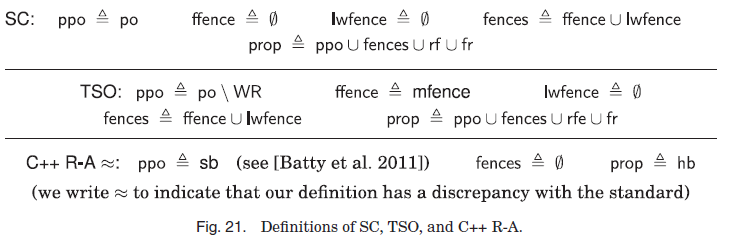 SC: ppo ≜ po ffence ≜ ∅ lwfence ≜ ∅ fences ≜ ffence ∪ lwfence
prop ≜ ppo ∪ fences ∪ rf ∪ fr
TSO: ppo ≜ po \ WR ffence ≜ mfence lwfence ≜ ∅
fences ≜ ffence ∪ lwfence prop ≜ ppo ∪ fences ∪ rfe ∪ fr
C++ R-A ≈: ppo ≜ sb (see [Batty et al. 2011]) fences ≜ ∅ prop ≜ hb
(we write ≈ to indicate that our definition has a discrepancy with the standard)
Fig. 21. Definitions of SC, TSO, and C++ R-A.